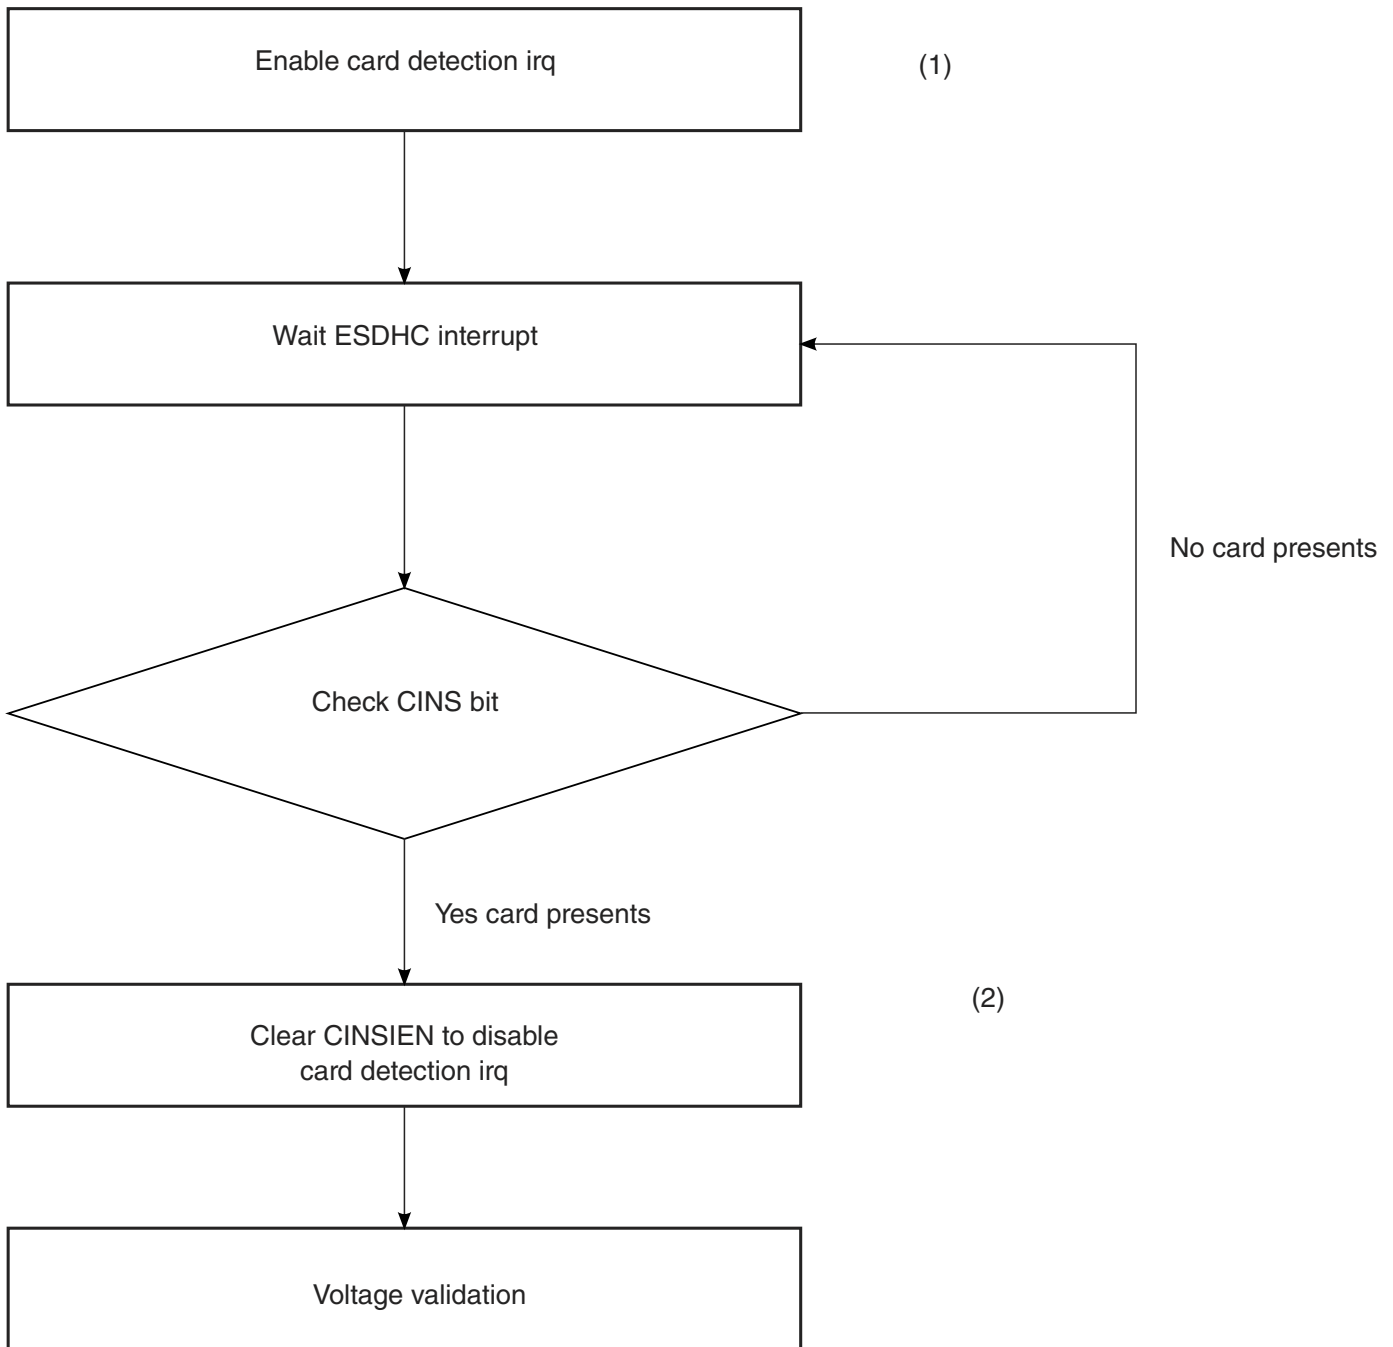 Enable card detection irq
(1)
Wait ESDHC interrupt
No card presents
Check CINS bit
Yes card presents
(2)
Clear CINSIEN to disable
card detection irq
Voltage validation